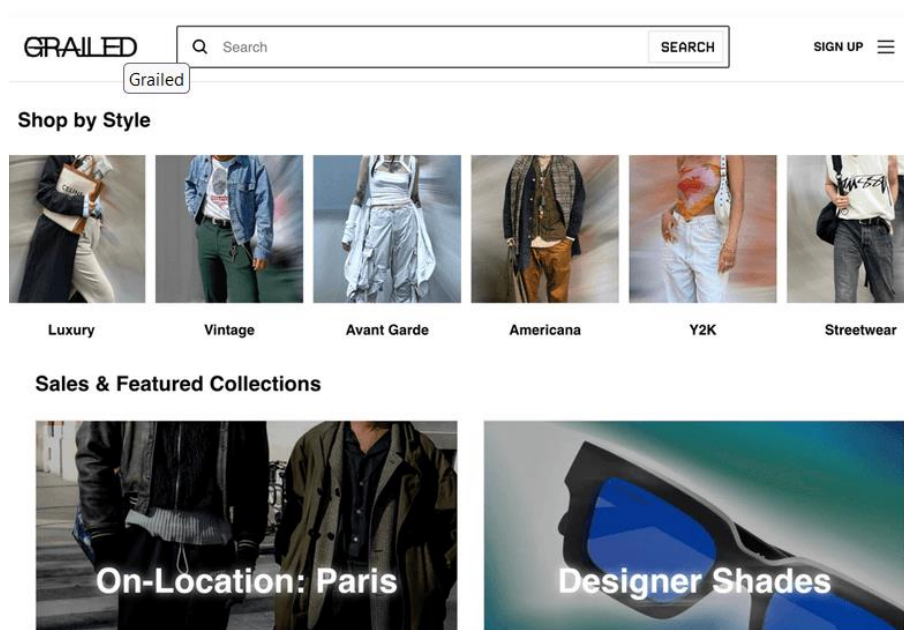 GRAILED
Search
SEARCH
SIGN UP
Grailed
Shop by Style
CELINE
Luxury
Vintage
Avant Garde
Americana
Y2K
Streetwear
Sales & Featured Collections
On-Location: Paris
Designer Shades